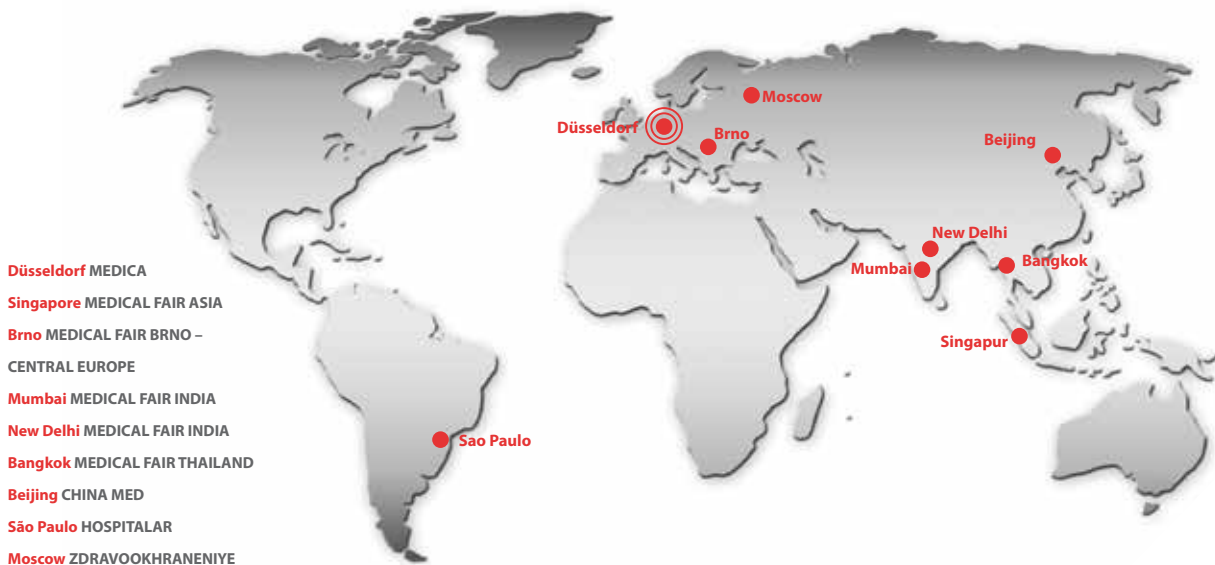 Moscow
Düsseldorf
Brno
Beijing
New Delhi
Mumbai
Bangkok
Singapur
Sao Paulo
Düsseldorf MEDICA
Singapore MEDICAL FAIR ASIA
Brno MEDICAL FAIR BRNO –
CENTRAL EUROPE
Mumbai MEDICAL FAIR INDIA
New Delhi MEDICAL FAIR INDIA
Bangkok MEDICAL FAIR THAILAND
Beijing CHINA MED
São Paulo HOSPITALAR
Moscow ZDRAVOOKHRANENIYE